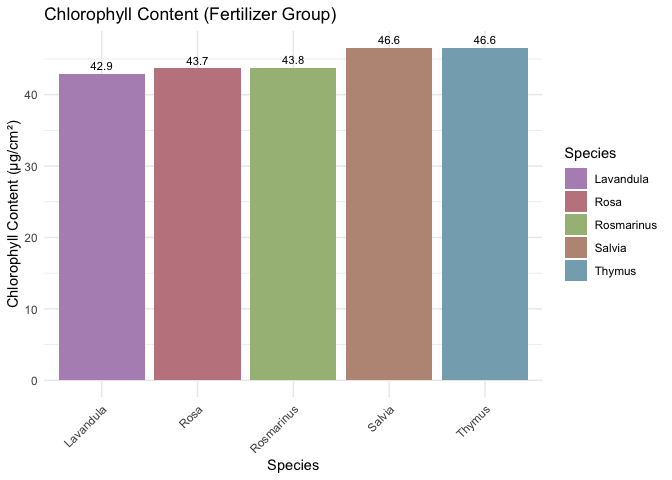 Chlorophyll Content (Fertilizer Group)
46.6
46.6
42.9
43.7
43.8
Chlorophyll Content (µg/cm²)
40
30
20
10
0
Lavandula
Rosa
Rosmarinus
Salvia
Thymus
Species
Species
Lavandula
Rosa
Rosmarinus
Salvia
Thymus